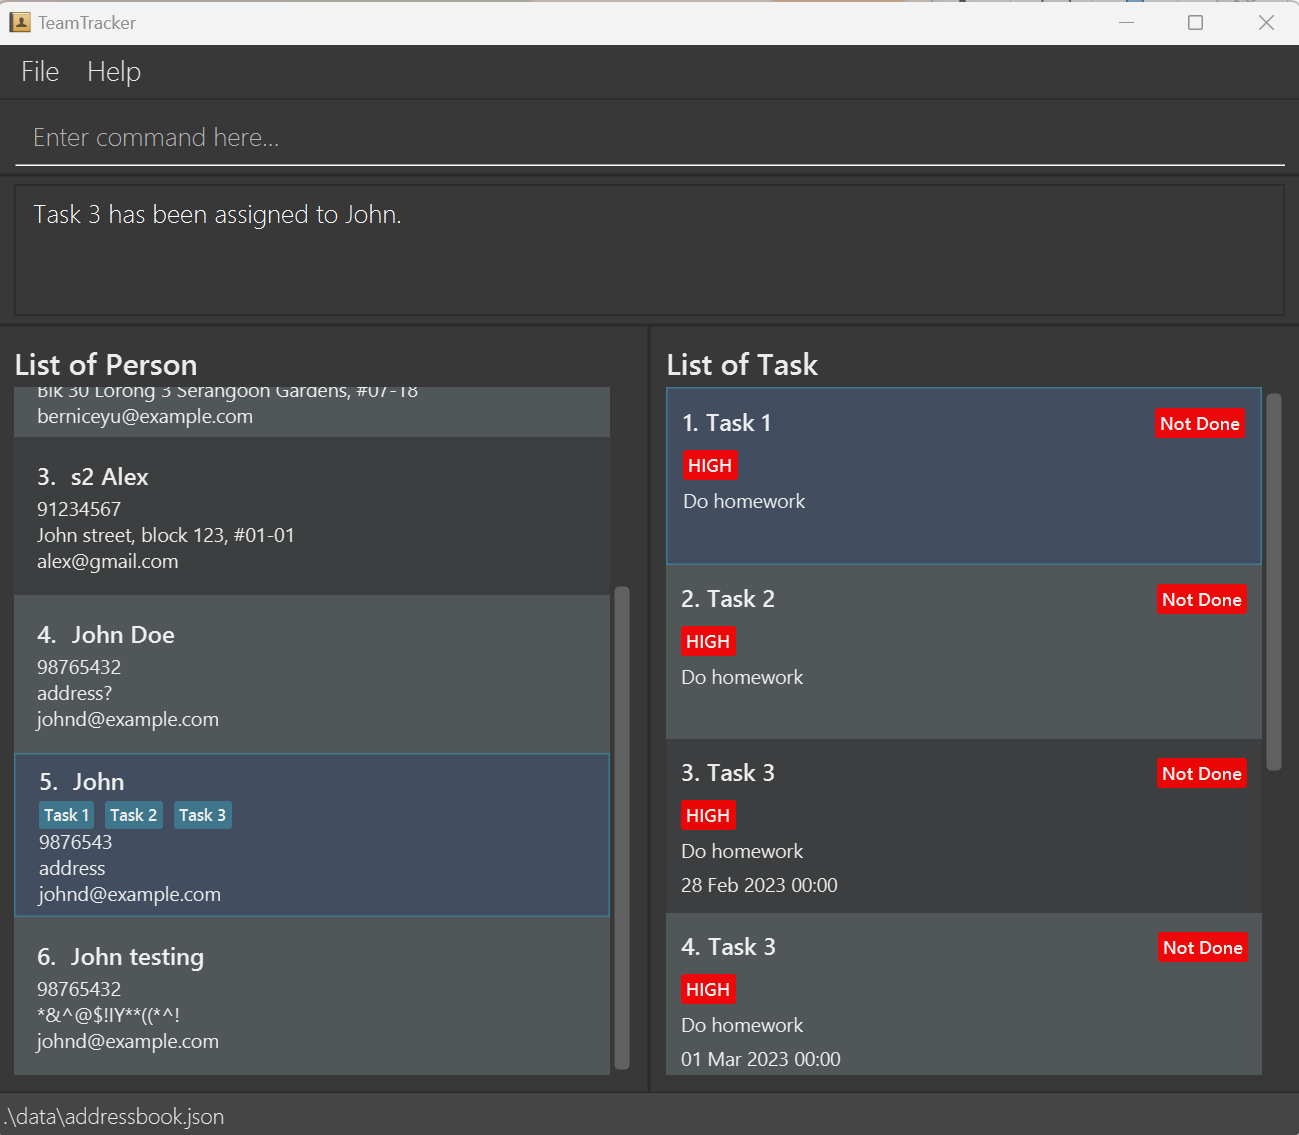 TeamTracker
File Help
Enter command here...
Task 3 has been assigned to John.
List of Person
Blk 30 Lorong 3 Serangoon Gardens, #07-18
berniceyu@example.com
3. s2 Alex
91234567
John street, block 123, #01-01
alex@gmail.com
4. John Doe
98765432
address?
johnd@example.com
5. John
Task 1 Task 2 Task 3
9876543
address
johnd@example.com
6. John testing
98765432
*&^@$!IY**((*^!
johnd@example.com
List of Task
1. Task 1 Not Done
HIGH
Do homework
2. Task 2 Not Done
HIGH
Do homework
3. Task 3 Not Done
HIGH
Do homework
28 Feb 2023 00:00
4. Task 3 Not Done
HIGH
Do homework
01 Mar 2023 00:00
.\data\addressbook.json